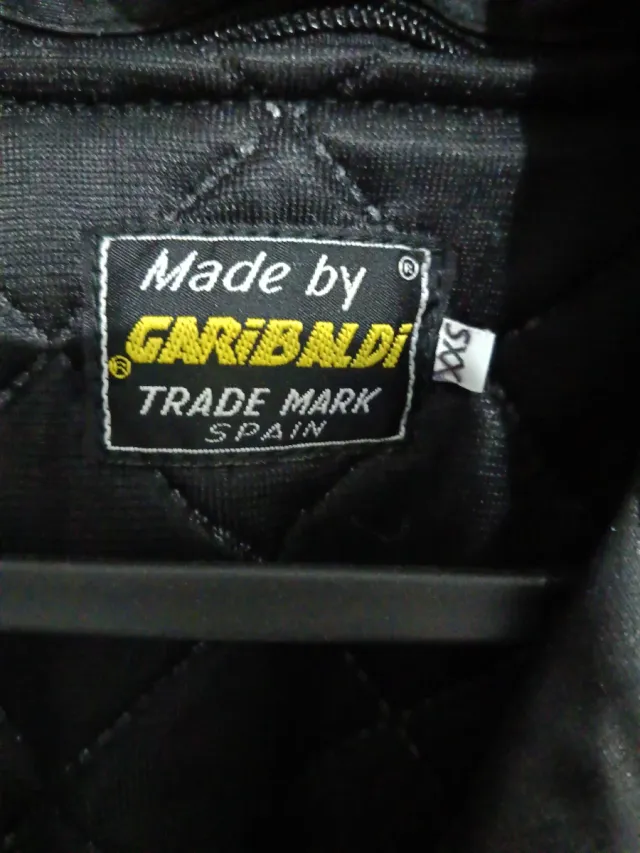 Made by ®
GARiBALDi
®
TRADE MARK
SPAIN
XXS